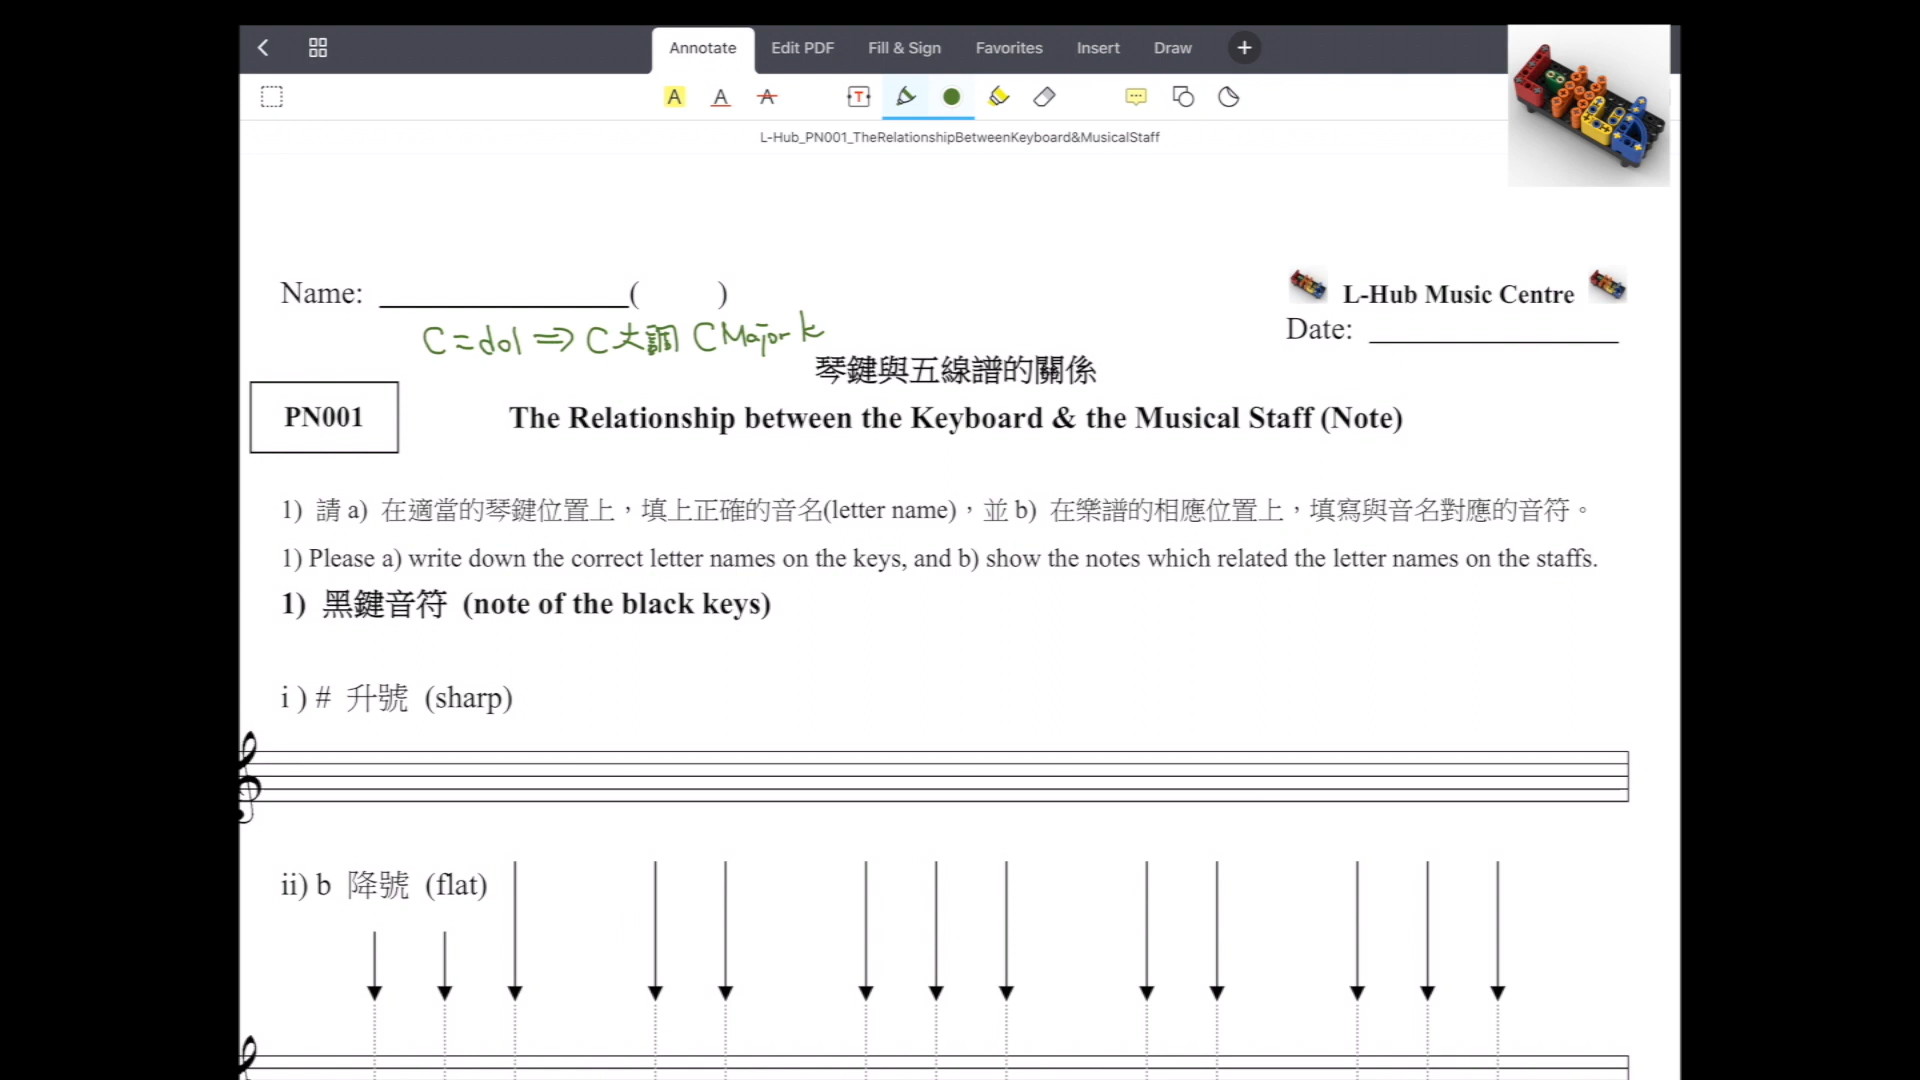 Annotate Edit PDF Fill & Sign Favorites Insert Draw
A A A T
L-Hub_PN001_TheRelationshipBetweenKeyboard&MusicalStaff
Name: ____________( )
L-Hub Music Centre
Date: ____________
C=do1 ⇒ C大調 C Major k
琴鍵與五線譜的關係
PN001
The Relationship between the Keyboard & the Musical Staff (Note)
1) 請 a) 在適當的琴鍵位置上，填上正確的音名(letter name)，並 b) 在樂譜的相應位置上，填寫與音名對應的音符。
1) Please a) write down the correct letter names on the keys, and b) show the notes which related the letter names on the staffs.
1) 黑鍵音符 (note of the black keys)
i ) # 升號 (sharp)
ii) b 降號 (flat)